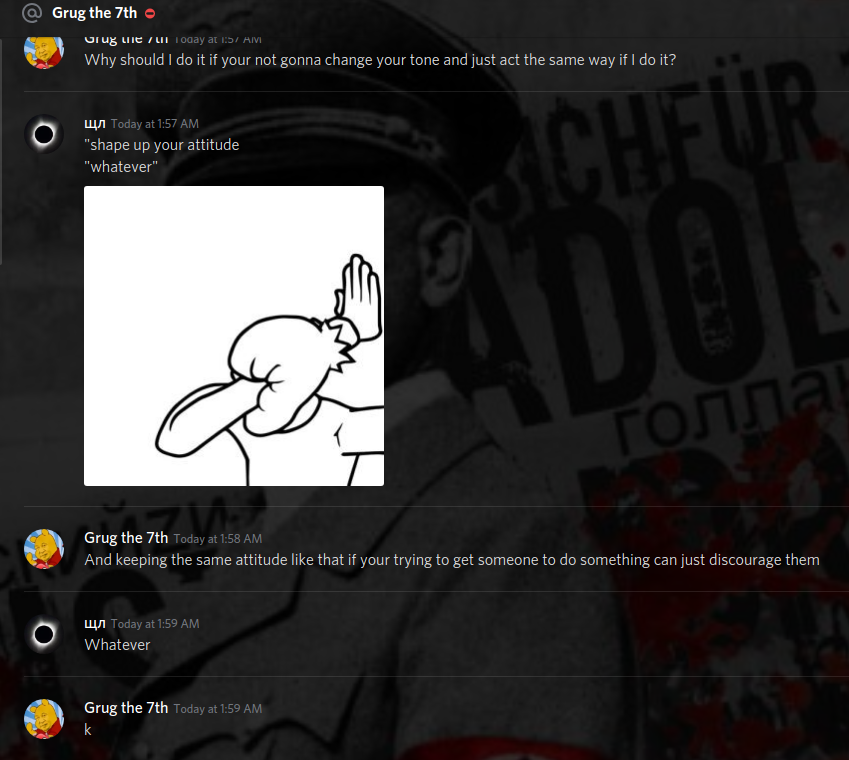 Grug the 7th
Grug the 7th Today at 1:57 AM
Why should I do it if your not gonna change your tone and just act the same way if I do it?
щл Today at 1:57 AM
"shape up your attitude
"whatever"
ICHFÜR
ADOL
голлан
Grug the 7th Today at 1:58 AM
And keeping the same attitude like that if your trying to get someone to do something can just discourage them
щл Today at 1:59 AM
Whatever
Grug the 7th Today at 1:59 AM
k